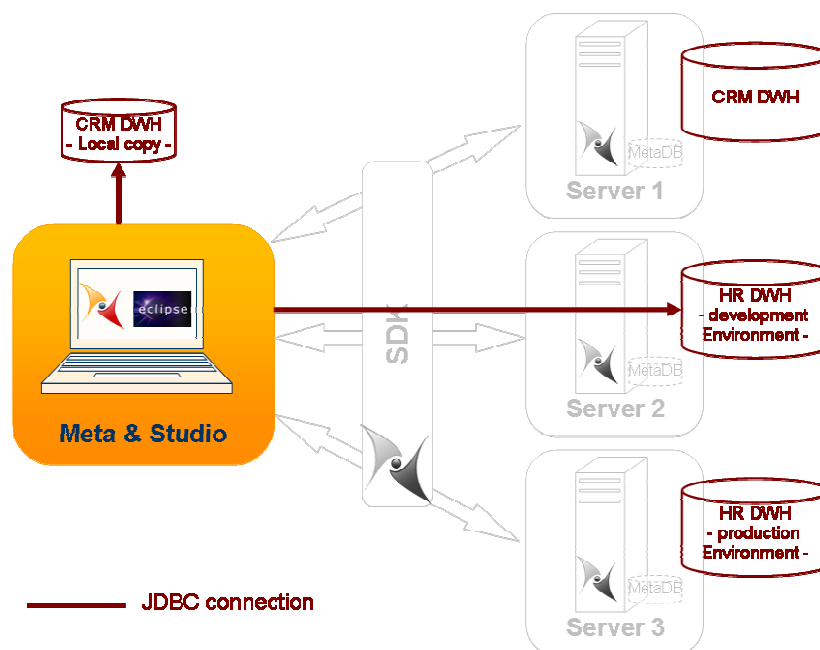 CRM DWH
- Local copy -
eclipse
Meta & Studio
SDK
MetaDB
Server 1
CRM DWH
MetaDB
Server 2
HR DWH
- development
Environment -
MetaDB
Server 3
HR DWH
- production
Environment -
JDBC connection